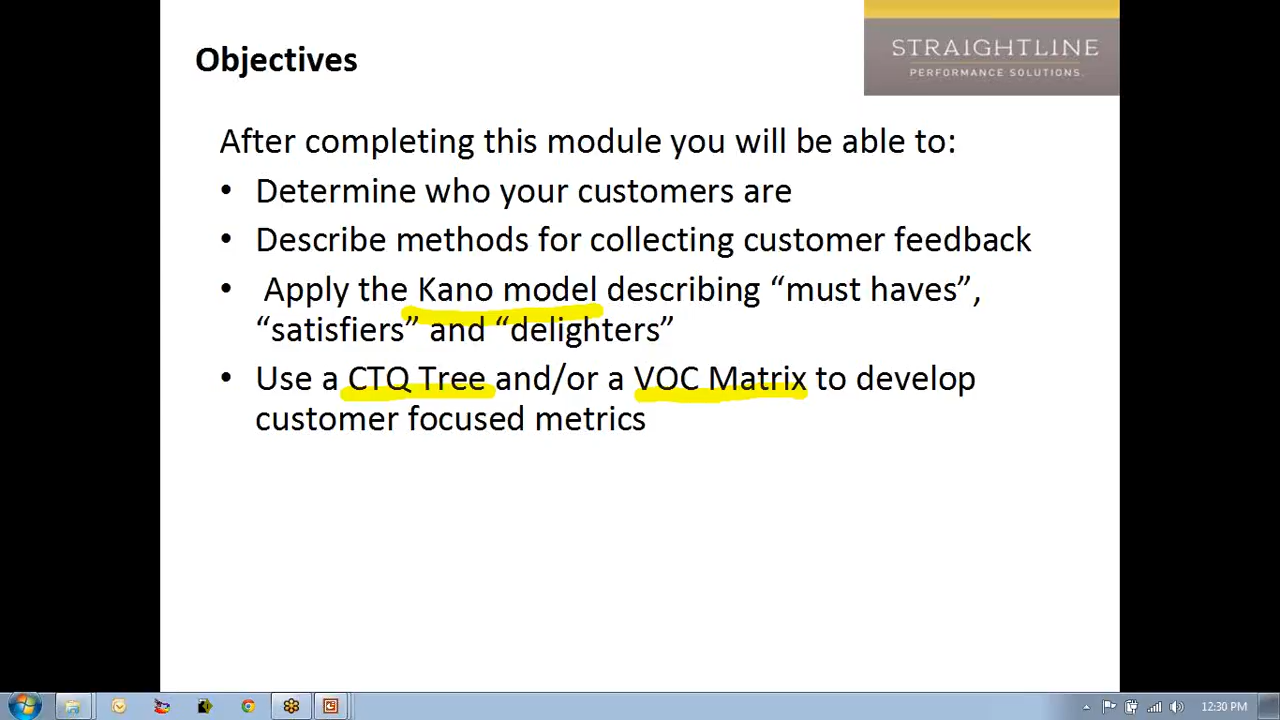 STRAIGHTLINE
PERFORMANCE SOLUTIONS.
Objectives
After completing this module you will be able to:
• Determine who your customers are
• Describe methods for collecting customer feedback
• Apply the Kano model describing “must haves”,
“satisfiers” and “delighters”
• Use a CTQ Tree and/or a VOC Matrix to develop
customer focused metrics
12:30 PM